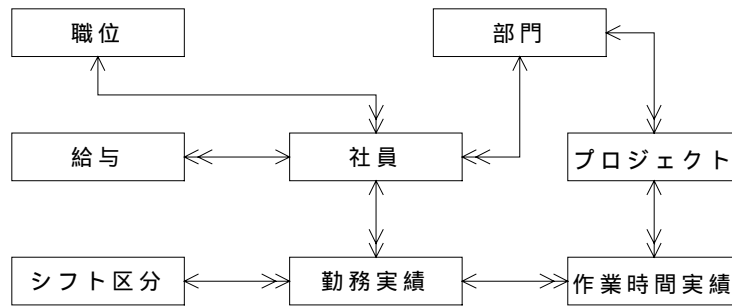 職位
部門
給与
社員
プロジェクト
シフト区分
勤務実績
作業時間実績